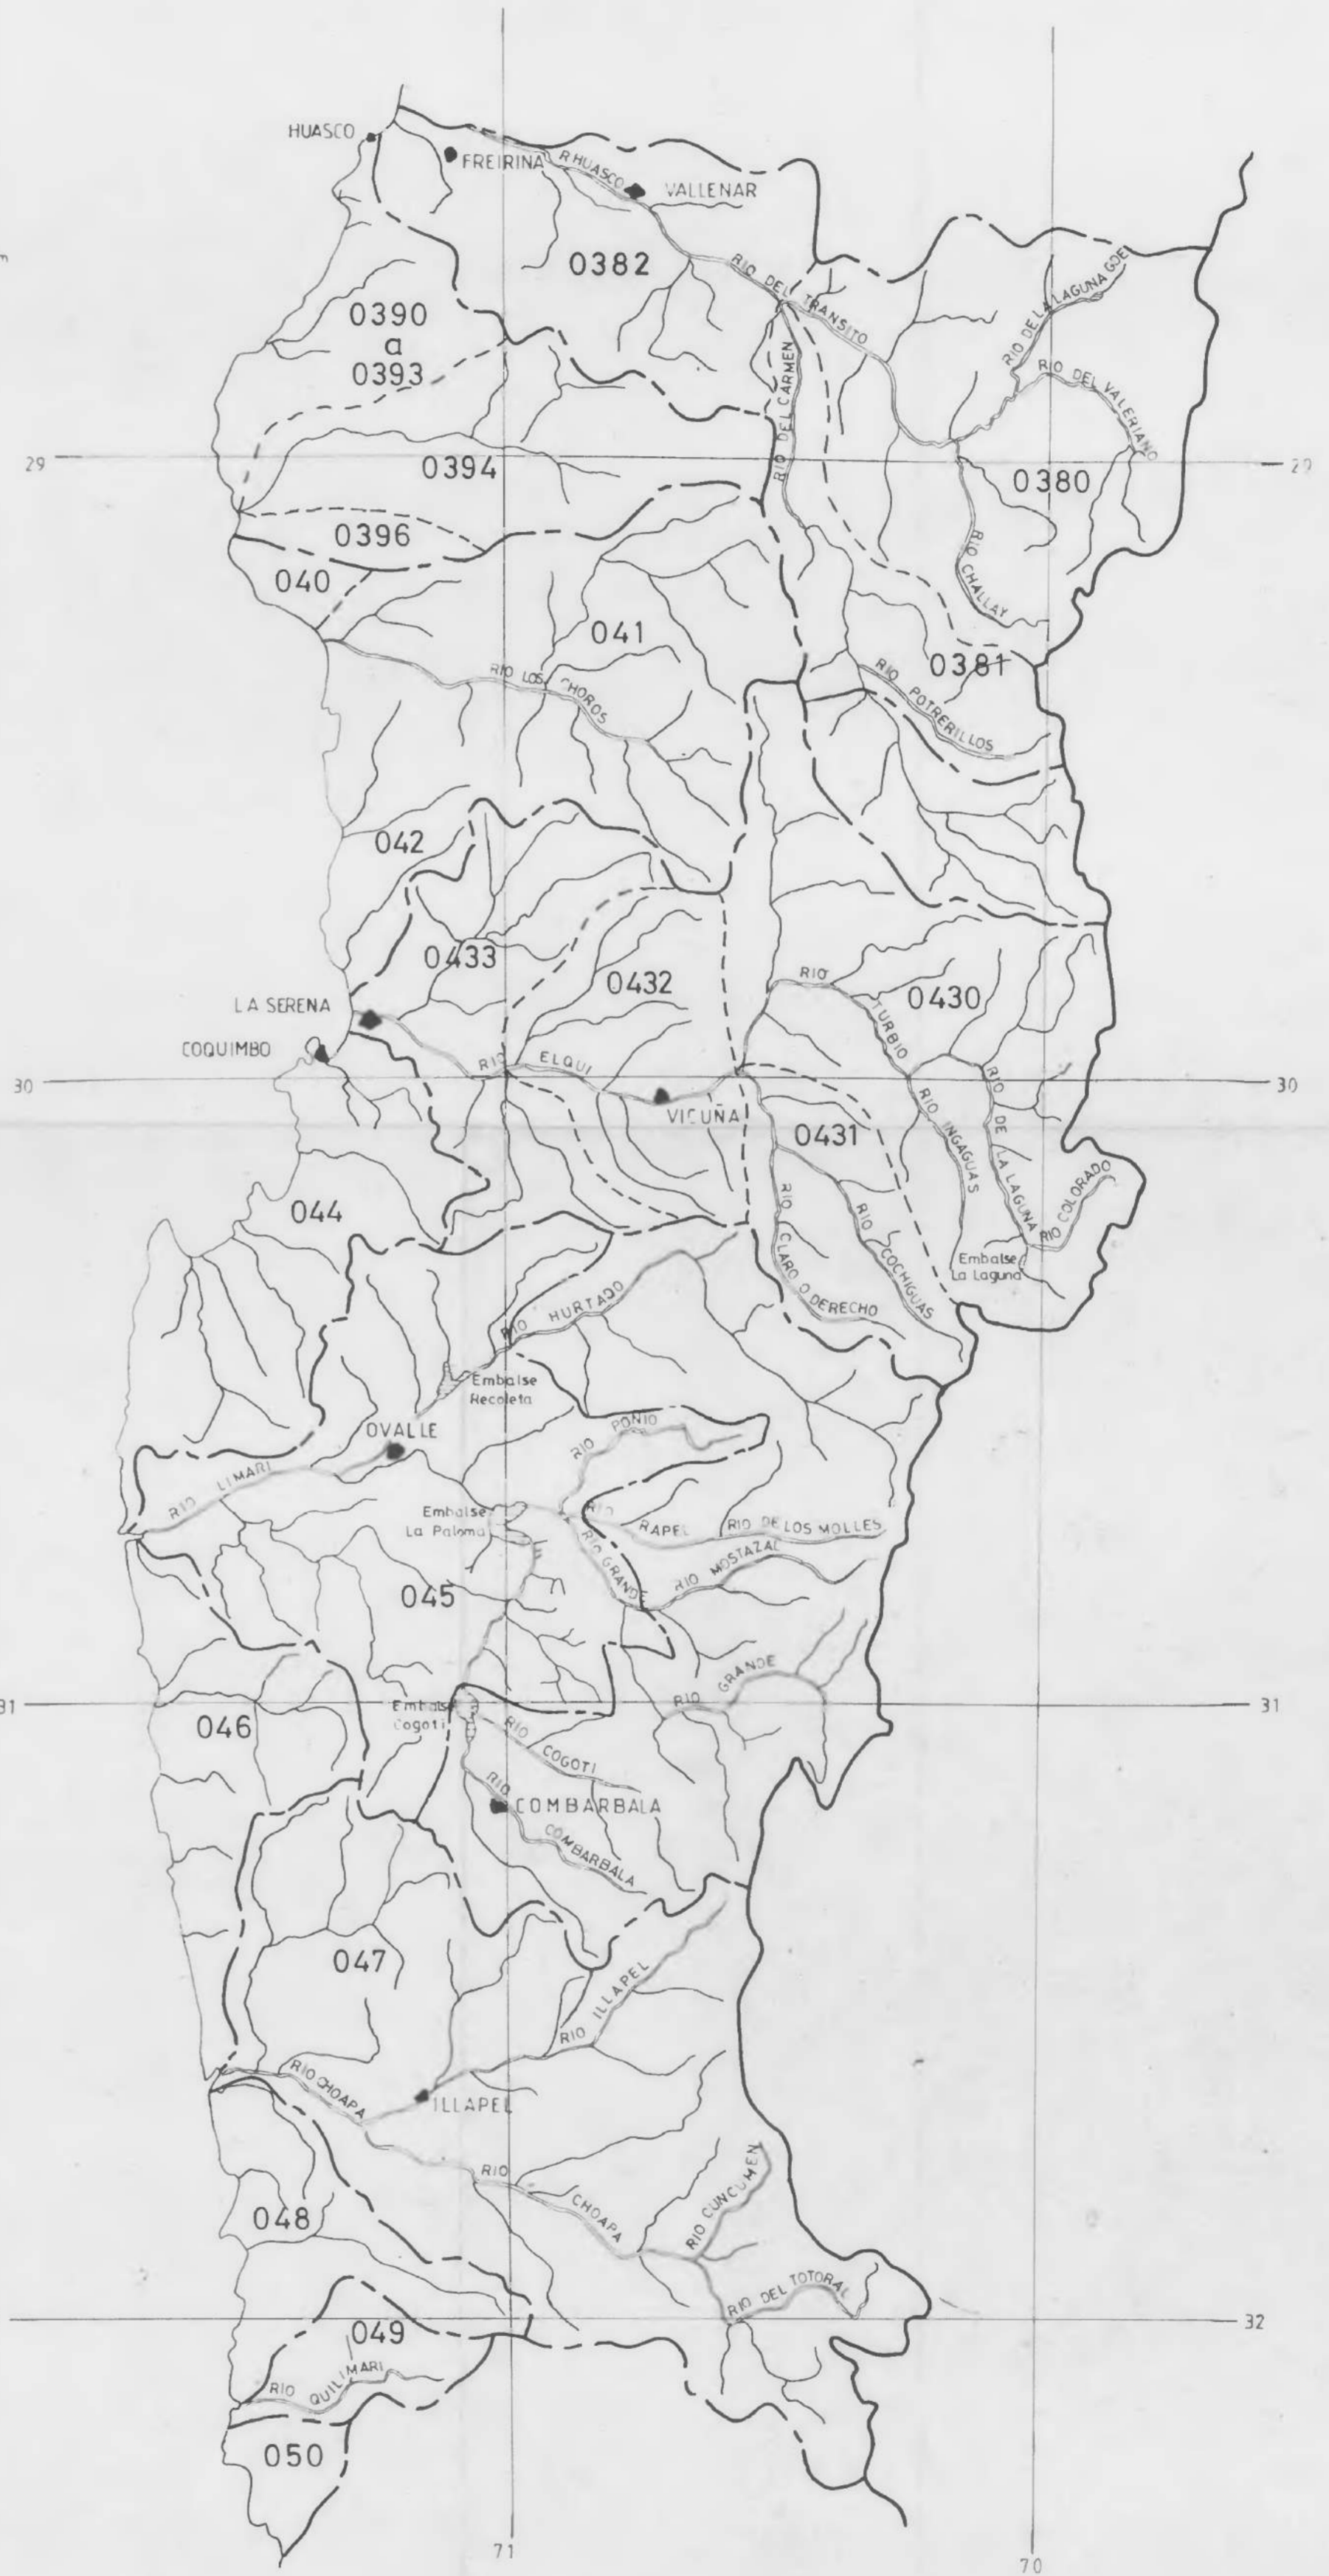 HUASCO
FREIRINA
R HUASCO
VALLENAR
0382
RIO DEL TRANSITO
RIO DE LA LAGUNA GDE
0390
a
0393
RIO DEL CARMEN
RIO DEL VALERIANO
29
0394
0380
29
0396
RIO CHALLAY
040
041
0381
RIO LOS CHOROS
RIO POTRERILLOS
042
0433
0432
RIO TURBIO
0430
LA SERENA
COQUIMBO
RIO ELQUI
30
30
VICUÑA
RIO DE LA LAGUNA
RIO INGAGUAS
0431
RIO COLORADO
044
RIO CLARO O DERECHO
RIO COCHIGUAS
Embalse
La Laguna
RIO HURTADO
Embalse
Recoleta
OVALLE
RIO PONIO
RIO LIMARI
Embalse
La Paloma
RIO RAPEL
RIO DE LOS MOLLES
RIO GRANDE
RIO MOSTAZAL
045
RIO GRANDE
31
31
046
Embalse
Cogoti
RIO COGOTI
RIO COMBARBALA
COMBARBALA
047
RIO ILLAPEL
RIO CHOAPA
ILLAPEL
RIO CHOAPA
RIO CUNCUMEN
048
RIO DEL TOTORAL
32
049
RIO QUILIMARI
050
71
70